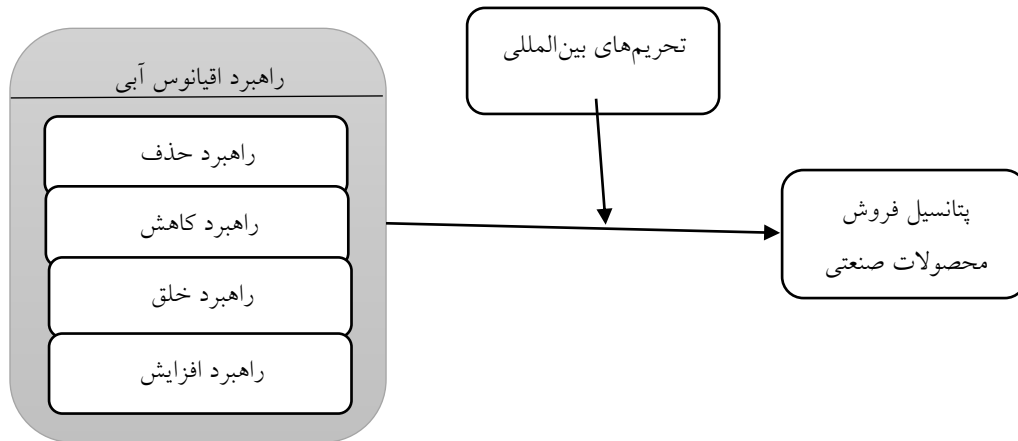 تحریم‌های بین‌المللی
راهبرد اقیانوس آبی
راهبرد حذف
راهبرد کاهش
راهبرد خلق
راهبرد افزایش
پتانسیل فروش
محصولات صنعتی